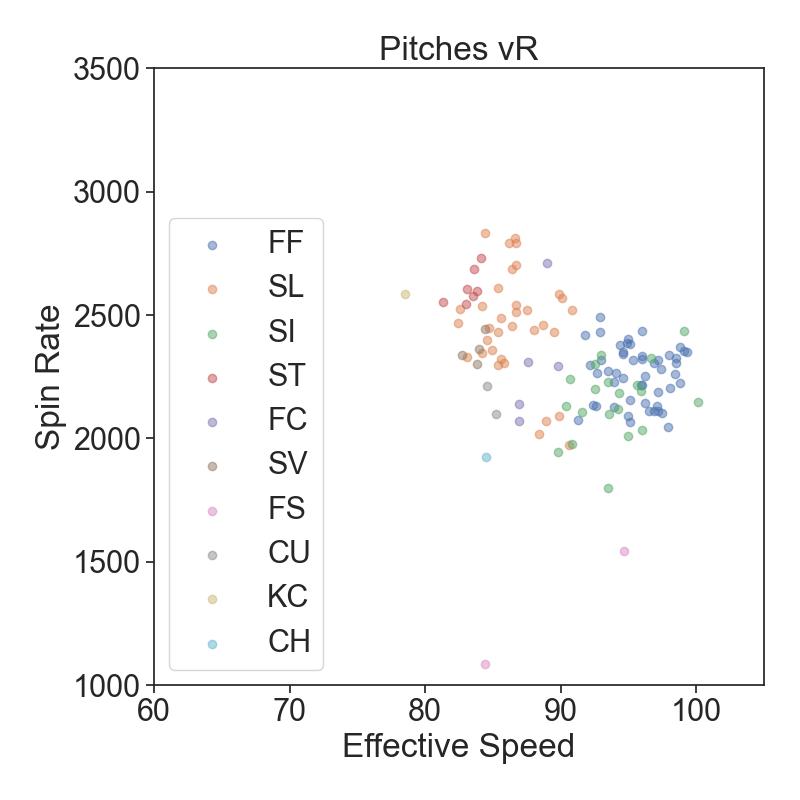 Pitches vR
3500
3000
2500
2000
1500
1000
Spin Rate
FF
SL
SI
ST
FC
SV
FS
CU
KC
CH
60
70
80
90
100
Effective Speed